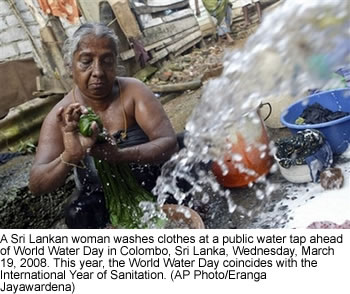 A Sri Lankan woman washes clothes at a public water tap ahead
of World Water Day in Colombo, Sri Lanka, Wednesday, March
19, 2008. This year, the World Water Day coincides with the
International Year of Sanitation. (AP Photo/Eranga
Jayawardena)